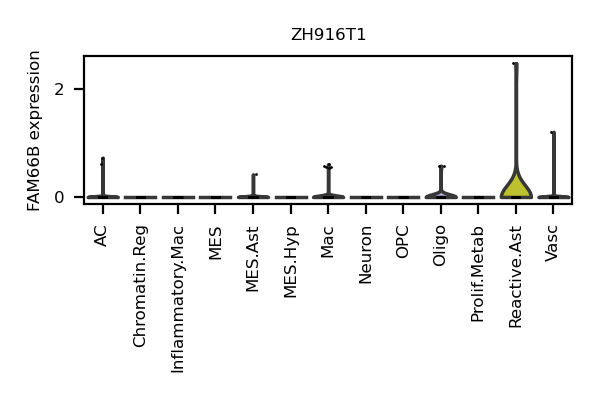 ZH916T1
FAM66B expression
2
0
AC
Chromatin.Reg
Inflammatory.Mac
MES
MES.Ast
MES.Hyp
Mac
Neuron
OPC
Oligo
Prolif.Metab
Reactive.Ast
Vasc